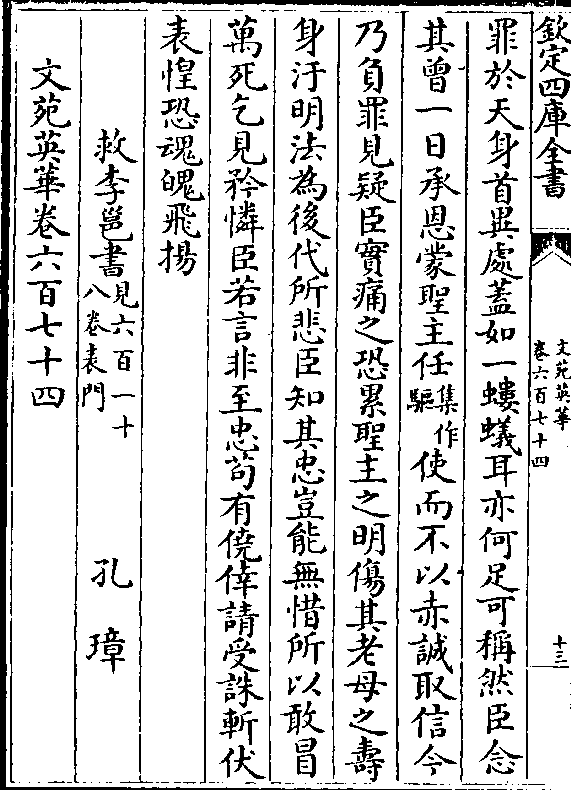 欽定四庫全書
文苑英華
卷六百七十四
十三
罪於天身首異處蓋如一螻蟻耳亦何足可稱然臣念
其曾一日承恩蒙聖主任集作驅使而不以赤誠取信今
乃負罪見疑臣實痛之恐累聖主之明傷其老母之壽
身汙明法為後代所悲臣知其忠豈能無惜所以敢冒
萬死乞見矜憐臣若言非至忠茍有僥倖請受誅斬伏
表惶恐魂魄飛揚
救李邕書見六百一十八卷表門 孔璋
文苑英華卷六百七十四